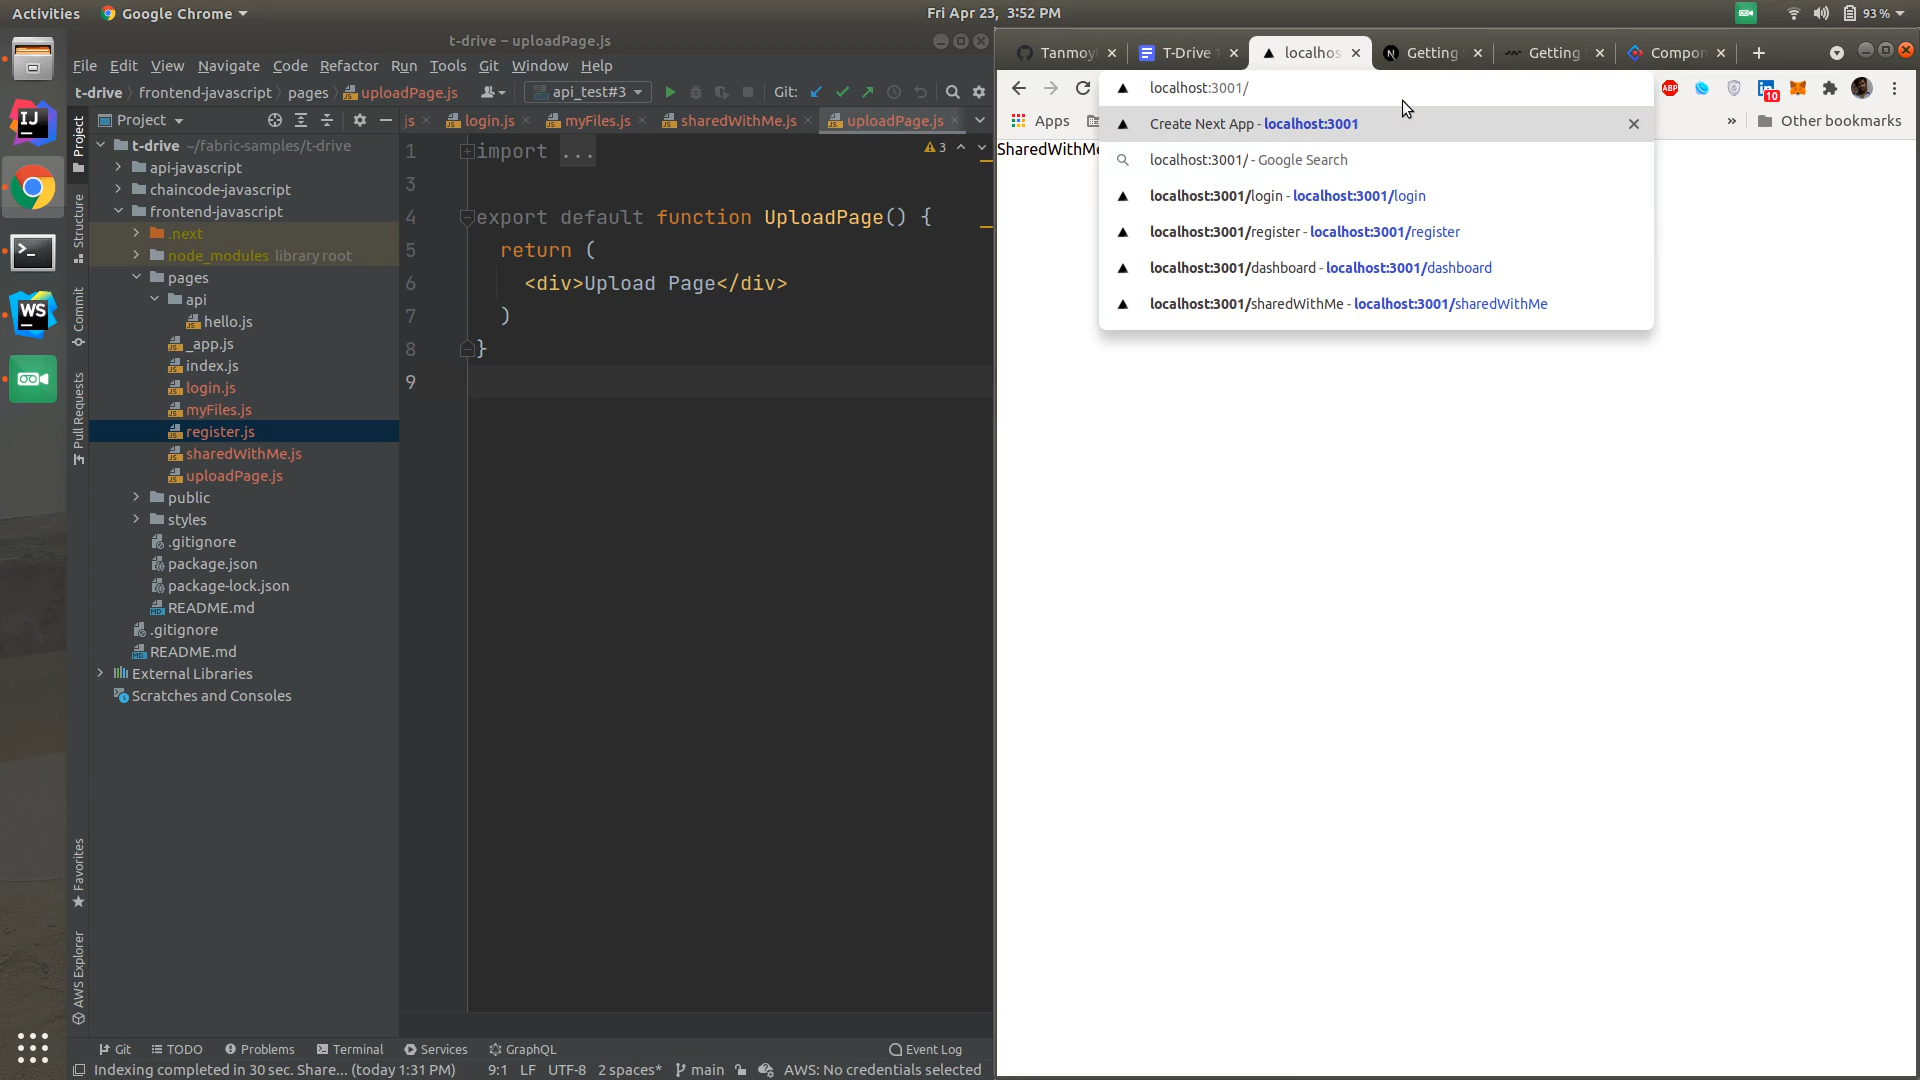 Activities Google Chrome Fri Apr 23, 3:52 PM 93 %
t-drive – uploadPage.js
File Edit View Navigate Code Refactor Run Tools Git Window Help
t-drive frontend-javascript pages uploadPage.js api_test#3 Git:
Project js login.js myFiles.js sharedWithMe.js uploadPage.js
t-drive ~/fabric-samples/t-drive
api-javascript
chaincode-javascript
frontend-javascript
.next
node_modules library root
pages
api
hello.js
_app.js
index.js
login.js
myFiles.js
register.js
sharedWithMe.js
uploadPage.js
public
styles
.gitignore
package.json
package-lock.json
README.md
.gitignore
README.md
External Libraries
Scratches and Consoles
Project
Structure
Commit
Pull Requests
Favorites
AWS Explorer
1 import ... 3
3
4 export default function UploadPage() {
5 return (
6 <div>Upload Page</div>
7 )
8 }
9
Git TODO Problems Terminal Services GraphQL Event Log
Indexing completed in 30 sec. Share... (today 1:31 PM) 9:1 LF UTF-8 2 spaces* main AWS: No credentials selected
Tanmoy T-Drive localhos Getting Getting Compon
localhost:3001/ ABP 10
Apps » Other bookmarks
SharedWithMe
Create Next App - localhost:3001
localhost:3001/ - Google Search
localhost:3001/login - localhost:3001/login
localhost:3001/register - localhost:3001/register
localhost:3001/dashboard - localhost:3001/dashboard
localhost:3001/sharedWithMe - localhost:3001/sharedWithMe